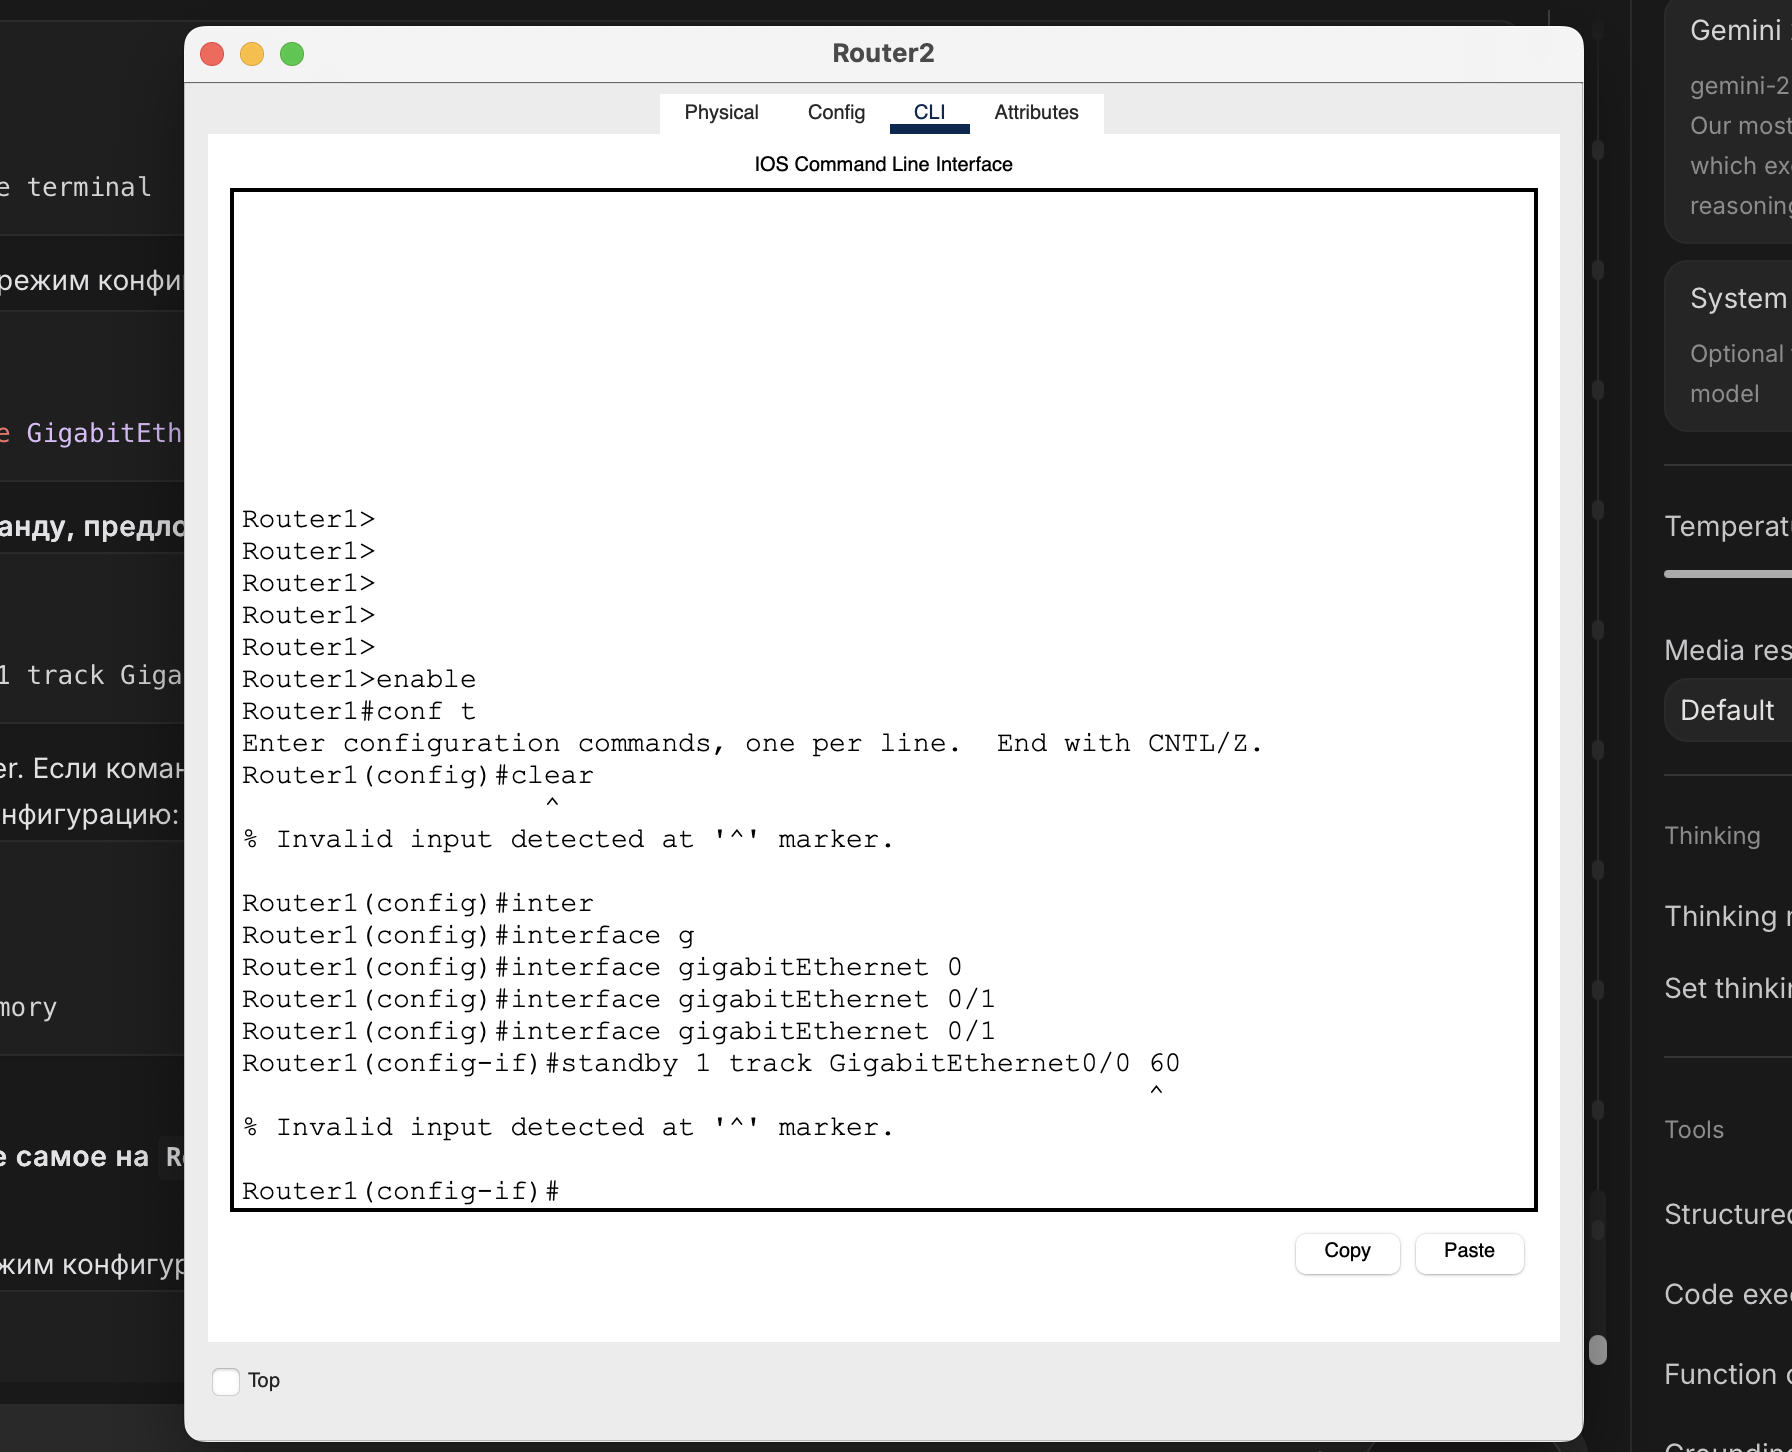 Router2
Physical Config CLI Attributes
IOS Command Line Interface
Router1>
Router1>
Router1>
Router1>
Router1>
Router1>enable
Router1#conf t
Enter configuration commands, one per line.  End with CNTL/Z.
Router1(config)#clear
^
% Invalid input detected at '^' marker.
Router1(config)#inter
Router1(config)#interface g
Router1(config)#interface gigabitEthernet 0
Router1(config)#interface gigabitEthernet 0/1
Router1(config)#interface gigabitEthernet 0/1
Router1(config-if)#standby 1 track GigabitEthernet0/0 60
^
% Invalid input detected at '^' marker.
Router1(config-if)#
Copy Paste
Top
e terminal
режим конфи
e GigabitEth
анду, предло
1 track Giga
er. Если коман
нфигурацию:
mory
е самое на R
жим конфигур
Gemini
gemini-2
Our most
which ex
reasoning
System
Optional
model
Temperat
Media res
Default
Thinking
Thinking
Set thinki
Tools
Structured
Code exe
Function